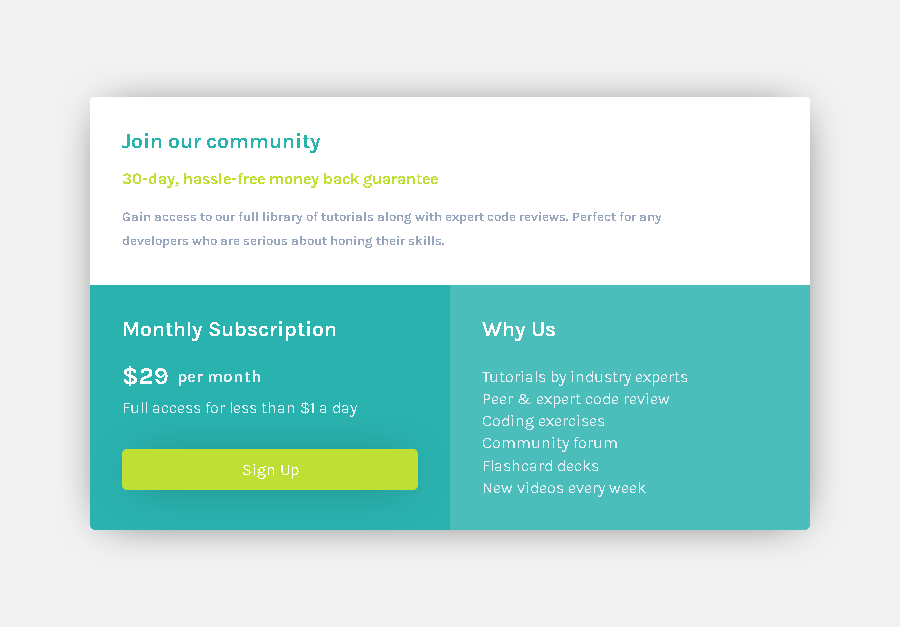 Join our community
30-day, hassle-free money back guarantee
Gain access to our full library of tutorials along with expert code reviews. Perfect for any
developers who are serious about honing their skills.
Monthly Subscription
$29 per month
Full access for less than $1 a day
Sign Up
Why Us
Tutorials by industry experts
Peer & expert code review
Coding exercises
Community forum
Flashcard decks
New videos every week